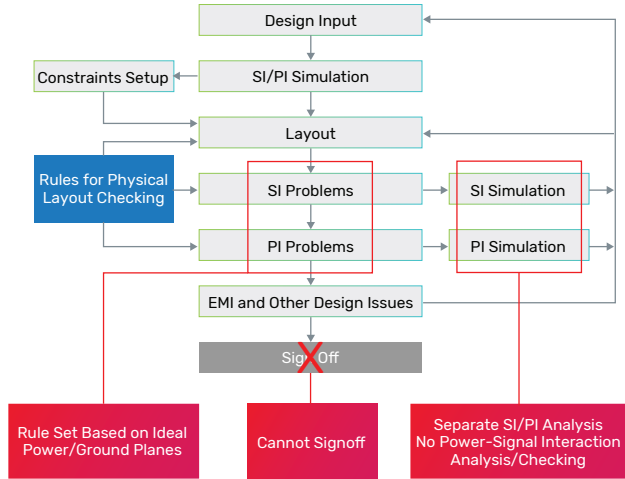 Design Input
Constraints Setup
SI/PI Simulation
Layout
Rules for Physical
Layout Checking
SI Problems
SI Simulation
PI Problems
PI Simulation
EMI and Other Design Issues
Sign Off
Rule Set Based on Ideal
Power/Ground Planes
Cannot Signoff
Separate SI/PI Analysis
No Power-Signal Interaction
Analysis/Checking